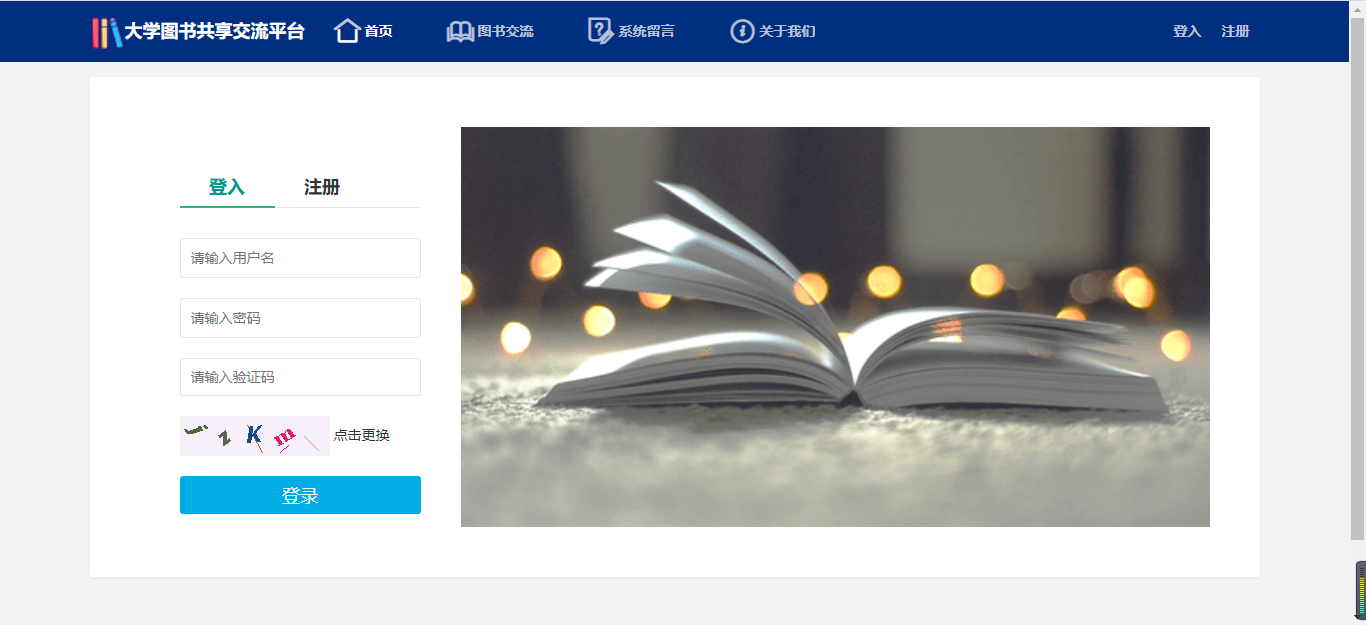 大学图书共享交流平台 首页 图书交流 系统留言 关于我们 登入 注册
登入 注册
请输入用户名
请输入密码
请输入验证码
点击更换
登录